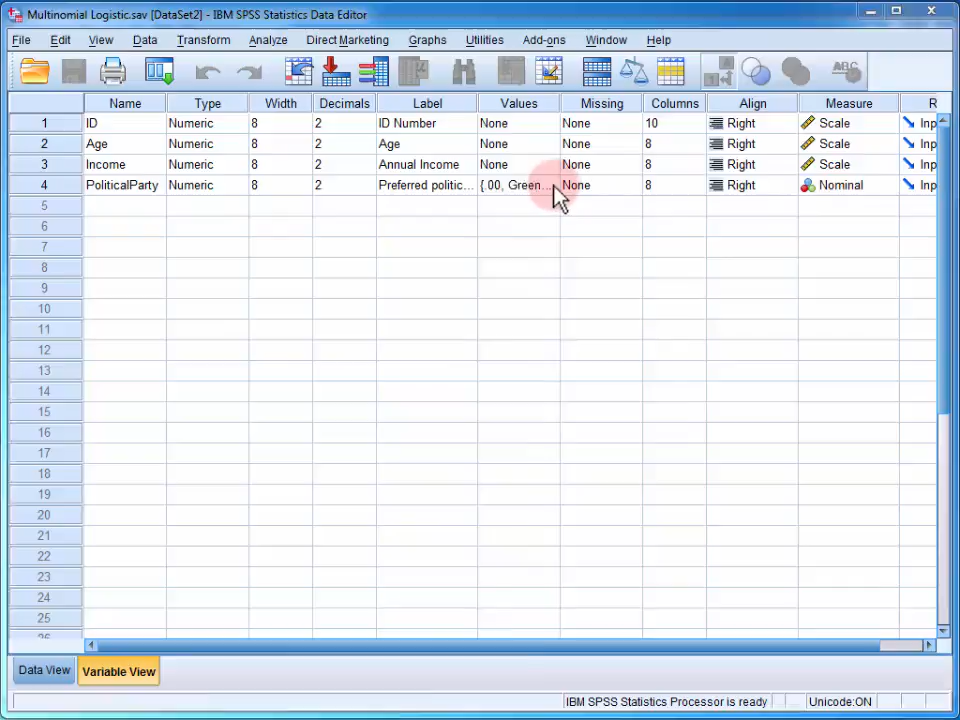 Multinomial Logistic.sav [DataSet2] - IBM SPSS Statistics Data Editor
File Edit View Data Transform Analyze Direct Marketing Graphs Utilities Add-ons Window Help
Name Type Width Decimals Label Values Missing Columns Align Measure R
1 ID Numeric 8 2 ID Number None None 10 Right Scale Inp
2 Age Numeric 8 2 Age None None 8 Right Scale Inp
3 Income Numeric 8 2 Annual Income None None 8 Right Scale Inp
4 PoliticalParty Numeric 8 2 Preferred politic... {.00, Green... None 8 Right Nominal Inp
5
6
7
8
9
10
11
12
13
14
15
16
17
18
19
20
21
22
23
24
25
26
Data View Variable View
IBM SPSS Statistics Processor is ready Unicode:ON